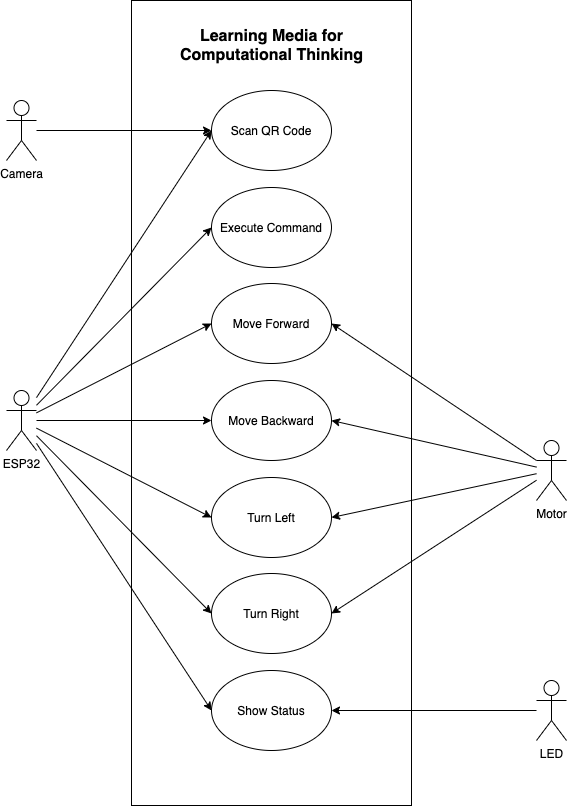 Learning Media for
Computational Thinking
Scan QR Code
Camera
Execute Command
Move Forward
Move Backward
ESP32
Motor
Turn Left
Turn Right
Show Status
LED